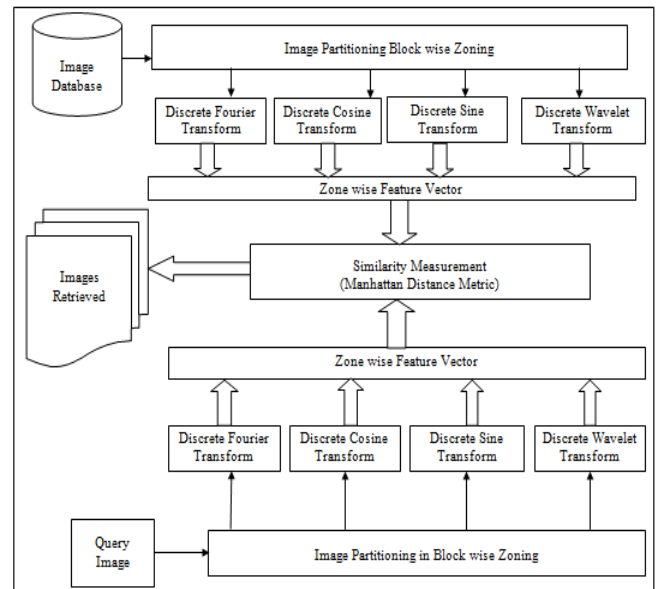 Image
Database
Image Partitioning Block wise Zoning
Discrete Fourier
Transform
Discrete Cosine
Transform
Discrete Sine
Transform
Discrete Wavelet
Transform
Zone wise Feature Vector
Images
Retrieved
Similarity Measurement
(Manhattan Distance Metric)
Zone wise Feature Vector
Discrete Fourier
Transform
Discrete Cosine
Transform
Discrete Sine
Transform
Discrete Wavelet
Transform
Query
Image
Image Partitioning in Block wise Zoning